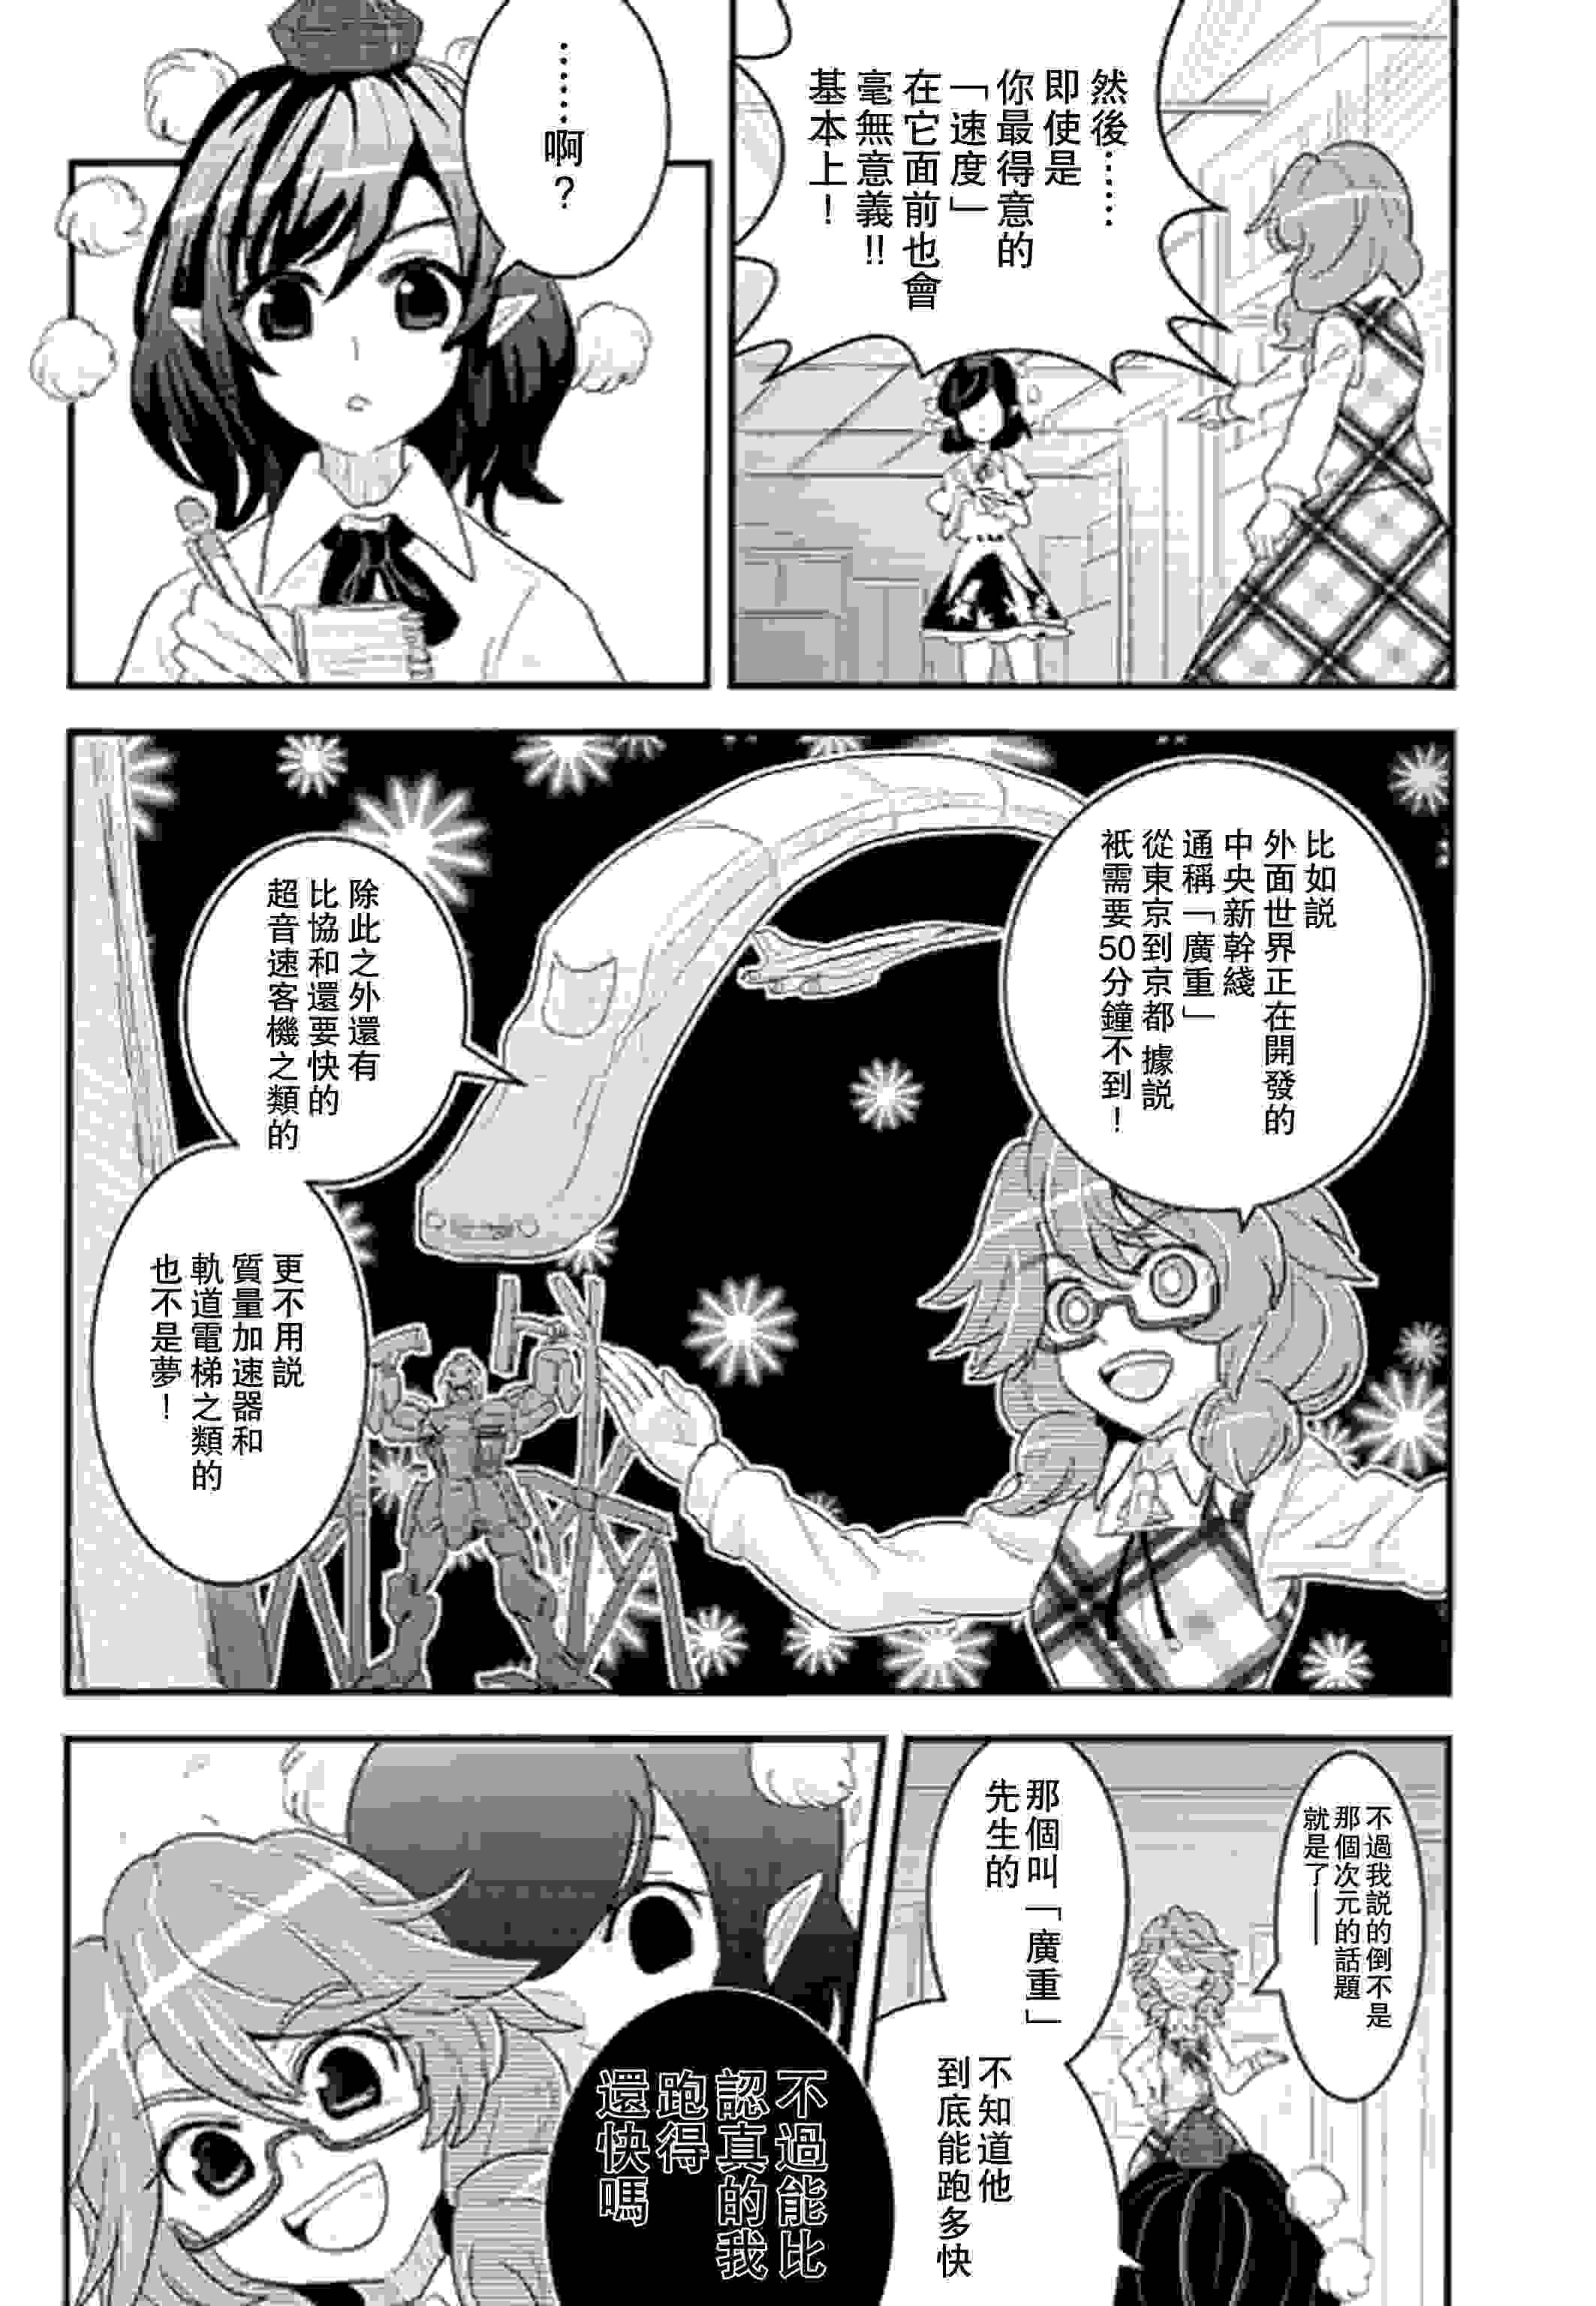 然後……
即使是
你最得意的
「速度」
在它面前也會
毫無意義!!
基本上！
……啊？
比如説
外面世界正在開發的
中央新幹綫
通稱「廣重」
從東京到京都 據説
衹需要50分鐘不到！
除此之外還有
比協和還要快的
超音速客機之類的
更不用説
質量加速器和
軌道電梯之類的
也不是夢！
不過我説的倒不是
那個次元的話題
就是了——
那個叫「廣重」
先生的
不知道他
到底能跑多快
不過能比
認真的我
跑得
還快嗎